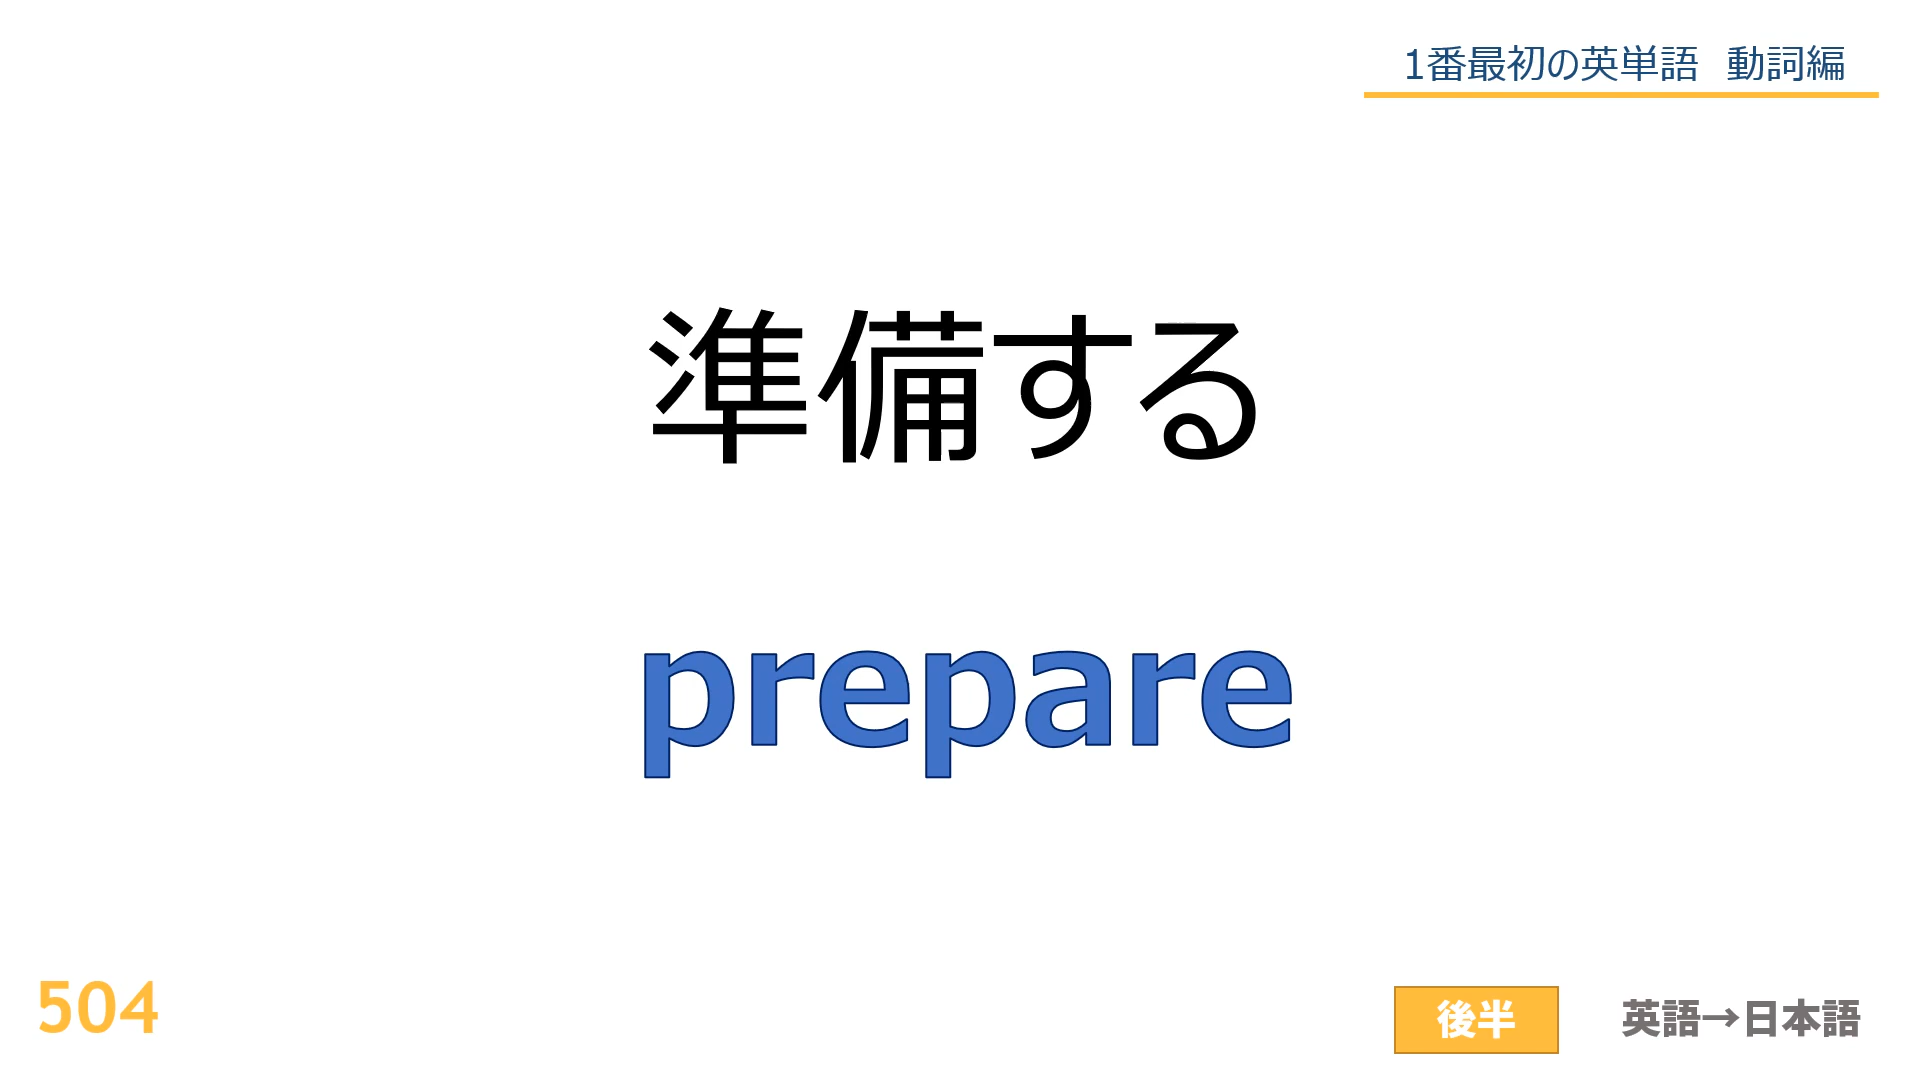 1番最初の英単語　動詞編
準備する
prepare
504
後半
英語→日本語